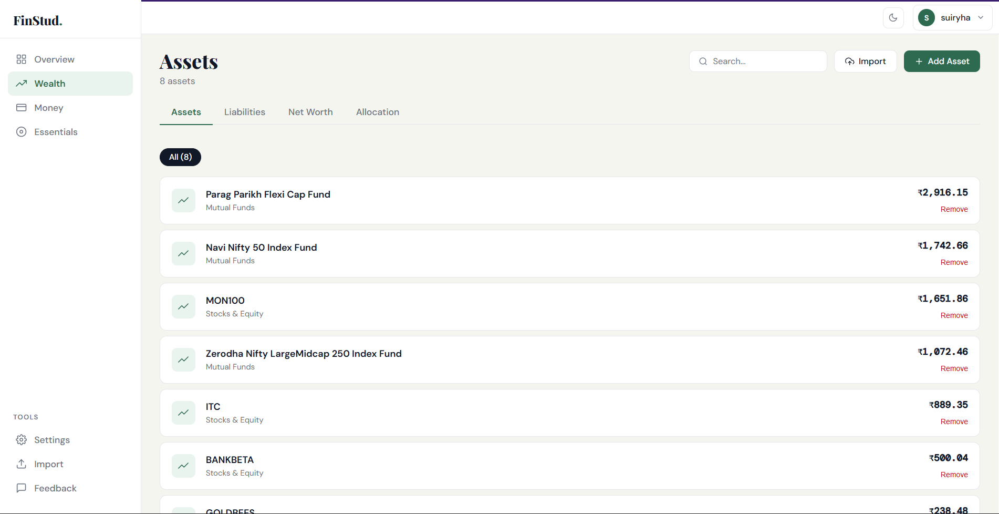 FinStud.
Overview
Wealth
Money
Essentials
TOOLS
Settings
Import
Feedback
S suiryha
Assets
8 assets
Search...
Import
+ Add Asset
Assets Liabilities Net Worth Allocation
All (8)
Parag Parikh Flexi Cap Fund
Mutual Funds
₹2,916.15
Remove
Navi Nifty 50 Index Fund
Mutual Funds
₹1,742.66
Remove
MON100
Stocks & Equity
₹1,651.86
Remove
Zerodha Nifty LargeMidcap 250 Index Fund
Mutual Funds
₹1,072.46
Remove
ITC
Stocks & Equity
₹889.35
Remove
BANKBETA
Stocks & Equity
₹500.04
Remove
GOLDBEES
₹238.48